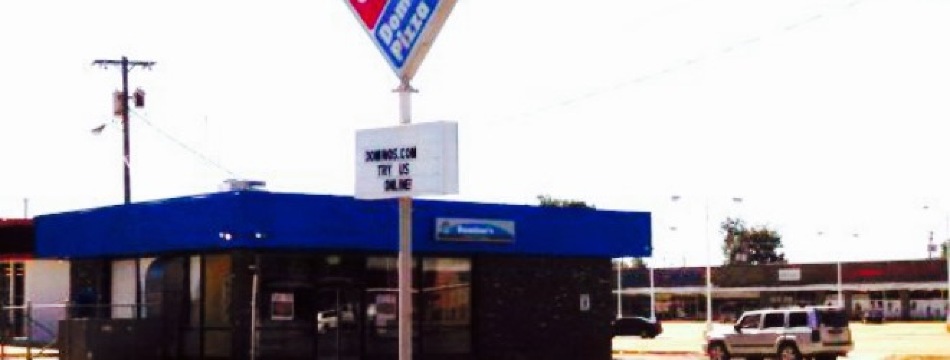 Dom
Pizza
DOMINOS.COM
TRY US
ONLINE!
Domino's